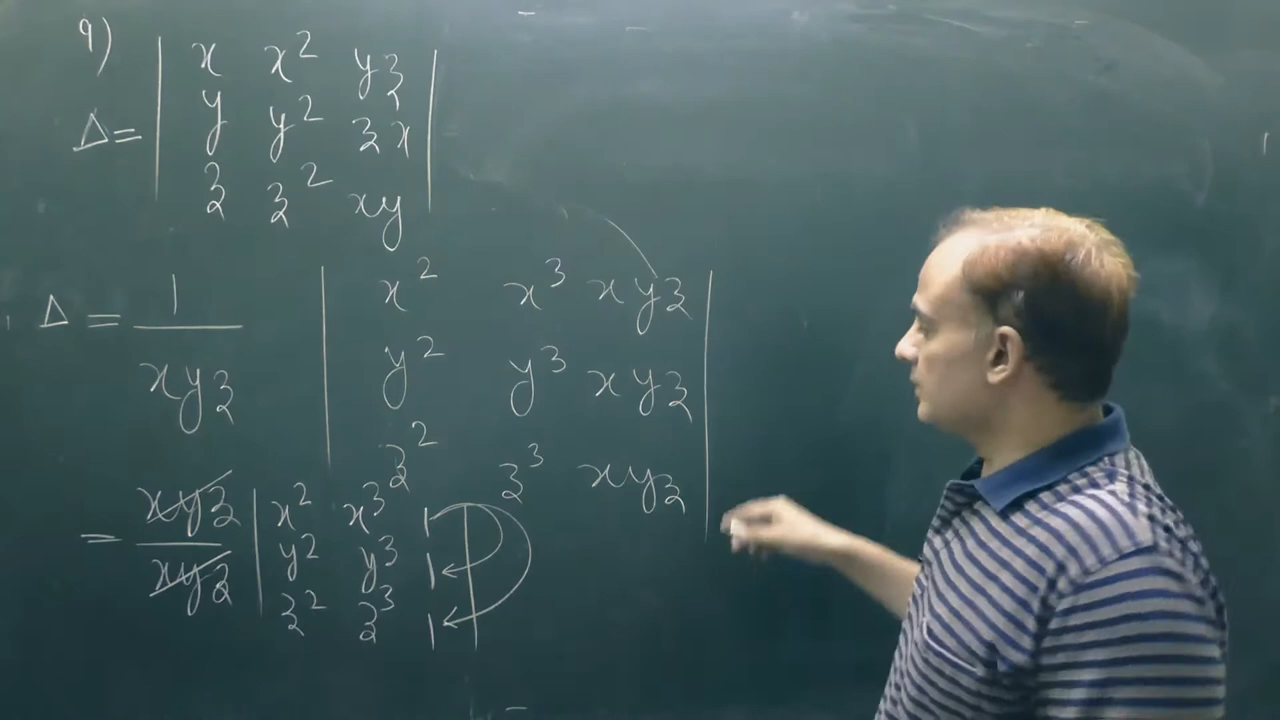 9)
x x² yz
Δ= y y² zx
z z² xy
Δ = 1/xyz x² x³ xyz
y² y³ xyz
z² z³ xyz
= xyz/xyz x² x³ 1
y² y³ 1
z² z³ 1